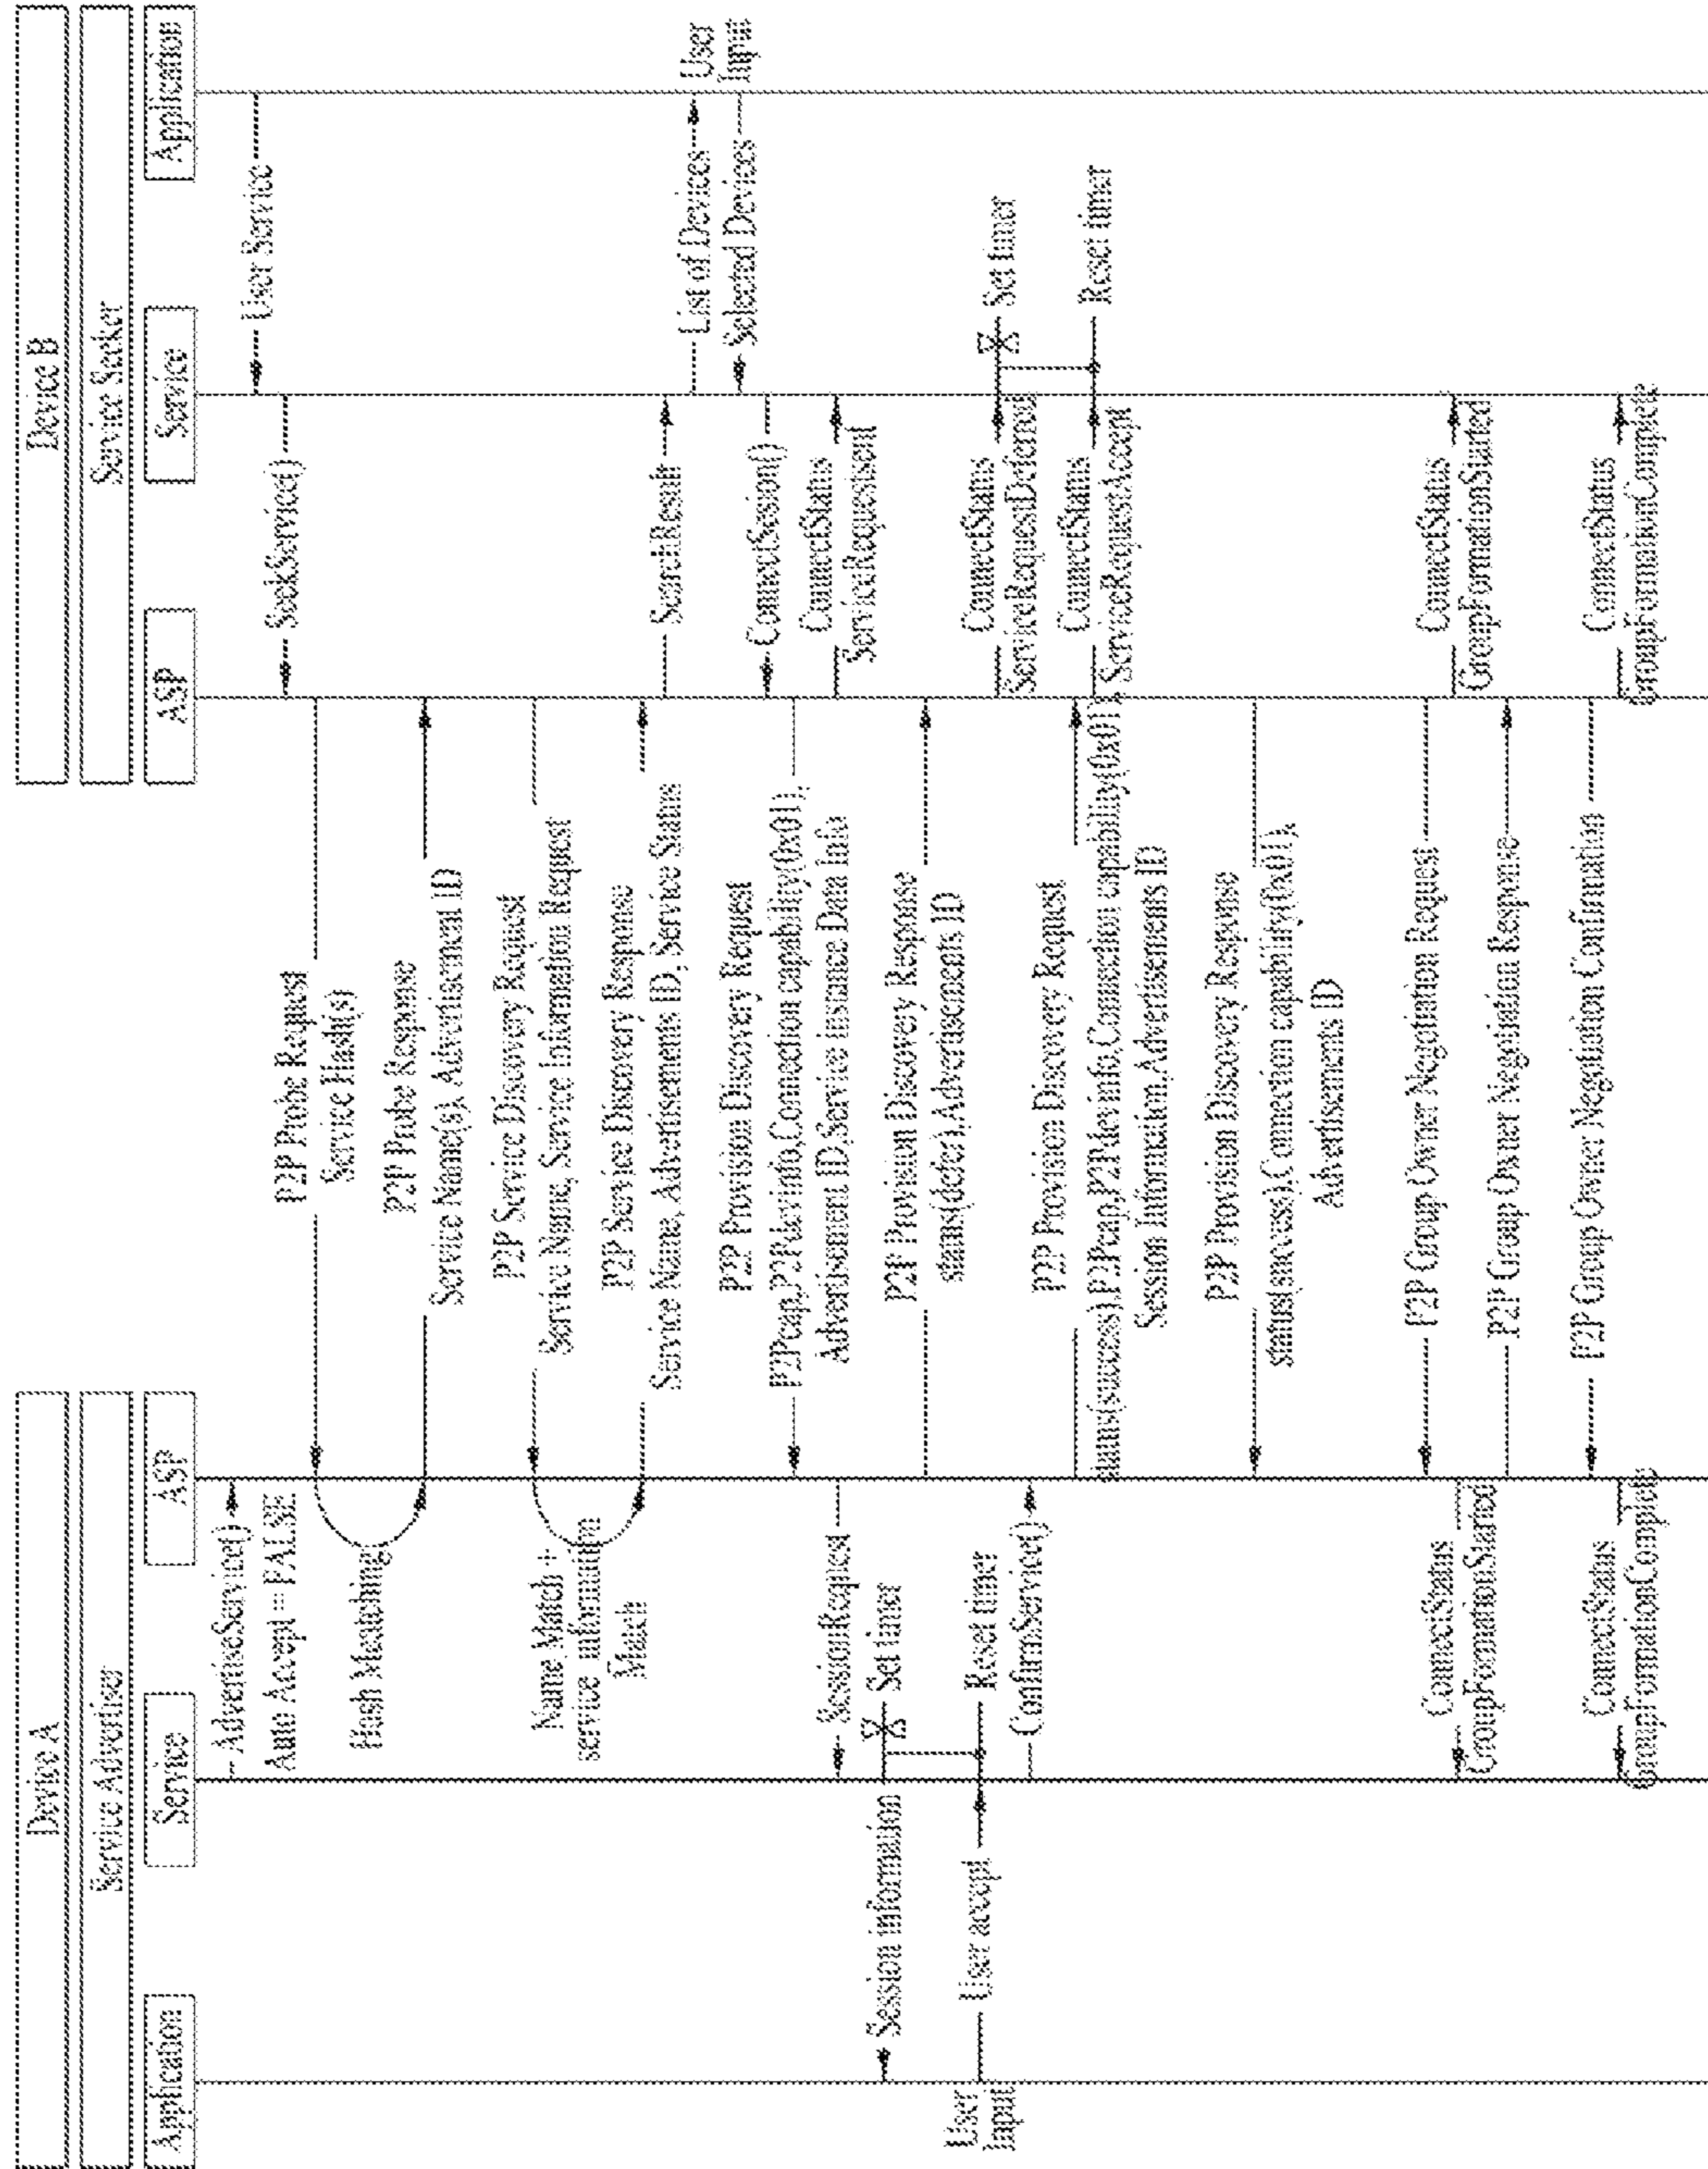 Device A
Service Advertiser
Application
Service
ASP
Device B
Service Seeker
ASP
Service
Application
AdvertiseService()
Auto Accept = FALSE
User Service
SeekService()
P2P Probe Request
Service Hash(s)
Hash Meatching
P2P Probe Response
Service Name(s), Advertisement ID
P2P Service Discovery Request
Service Name, Service Information Request
Name Match +
service information
Match
P2P Service Discovery Response
Service Name, Advertisements ID, Service Status
SearchResult
List of Devices
User
Input
Selected Devices
ConnectSession()
P2P Provision Discovery Request
P2Pcap,P2Pdevinfo,Connection capability(0x01),
Advertisement ID,Service instance Data Info
SessionRequest
ConnectStatus
ServiceRequestsent
Session information
Set timer
P2P Provision Discovery Response
status(defer),Advertisements ID
User
Input
User accept
Reset timer
ConnectStatus
ServiceRequestDeferred
Set timer
ConfirmService()
P2P Provision Discovery Request
status(success),P2Pcap,P2Pdevinfo,Connection capability(0x01),
Session Information,Advertisements ID
ConnectStatus
ServiceRequestAccept
Reset timer
P2P Provision Discovery Response
status(success),Connection capability(0x01),
Advertisements ID
P2P Group Owner Negotiation Request
ConnectStatus
GroupFormationStarted
ConnectStatus
GroupFormationStarted
P2P Group Owner Negotiation Response
P2P Group Owner Negotiation Confirmation
ConnectStatus
GroupFormationComplete
ConnectStatus
GroupFormationComplete